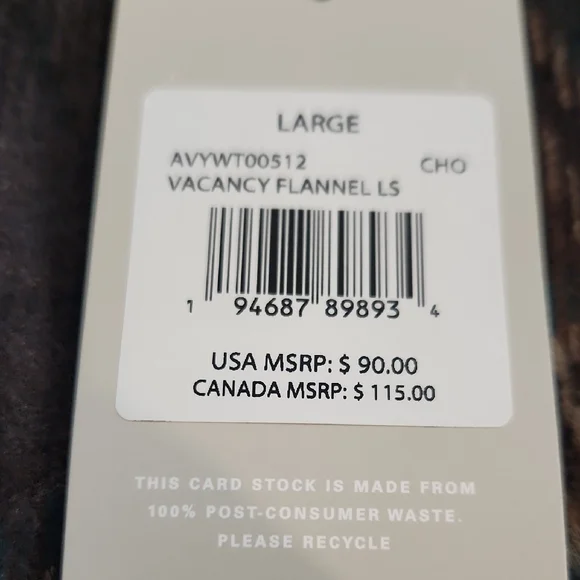 LARGE
AVYWT00512 CHO
VACANCY FLANNEL LS
1 94687 89893 4
USA MSRP: $ 90.00
CANADA MSRP: $ 115.00
THIS CARD STOCK IS MADE FROM
100% POST-CONSUMER WASTE.
PLEASE RECYCLE